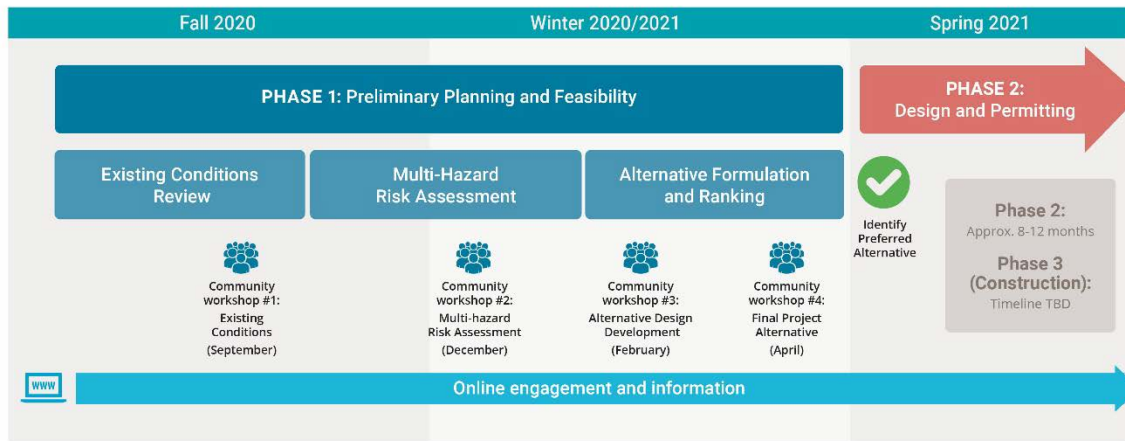 Fall 2020
Winter 2020/2021
Spring 2021
PHASE 1: Preliminary Planning and Feasibility
PHASE 2:
Design and Permitting
Existing Conditions
Review
Multi-Hazard
Risk Assessment
Alternative Formulation
and Ranking
Identify
Preferred
Alternative
Phase 2:
Approx. 8-12 months
Phase 3
(Construction):
Timeline TBD
Community
workshop #1:
Existing
Conditions
(September)
Community
workshop #2:
Multi-hazard
Risk Assessment
(December)
Community
workshop #3:
Alternative Design
Development
(February)
Community
workshop #4:
Final Project
Alternative
(April)
www
Online engagement and information